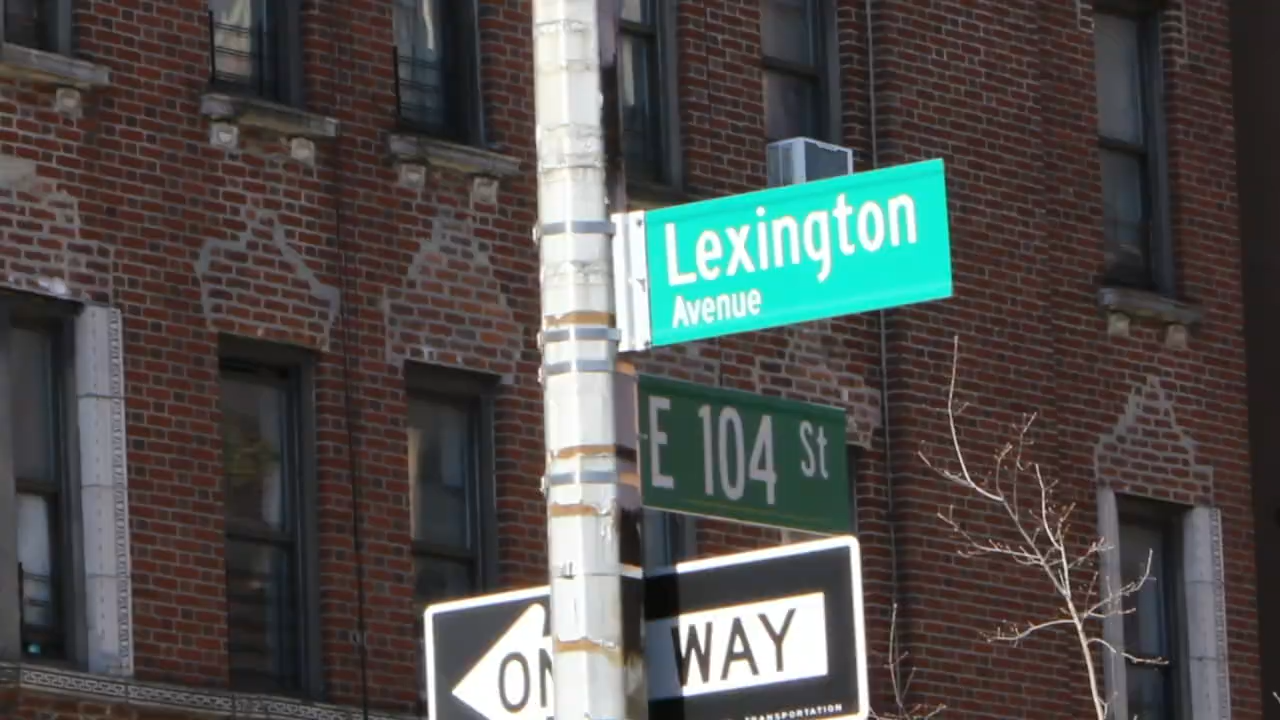 Lexington
Avenue
E 104 St
ON WAY
TRANSPORTATION